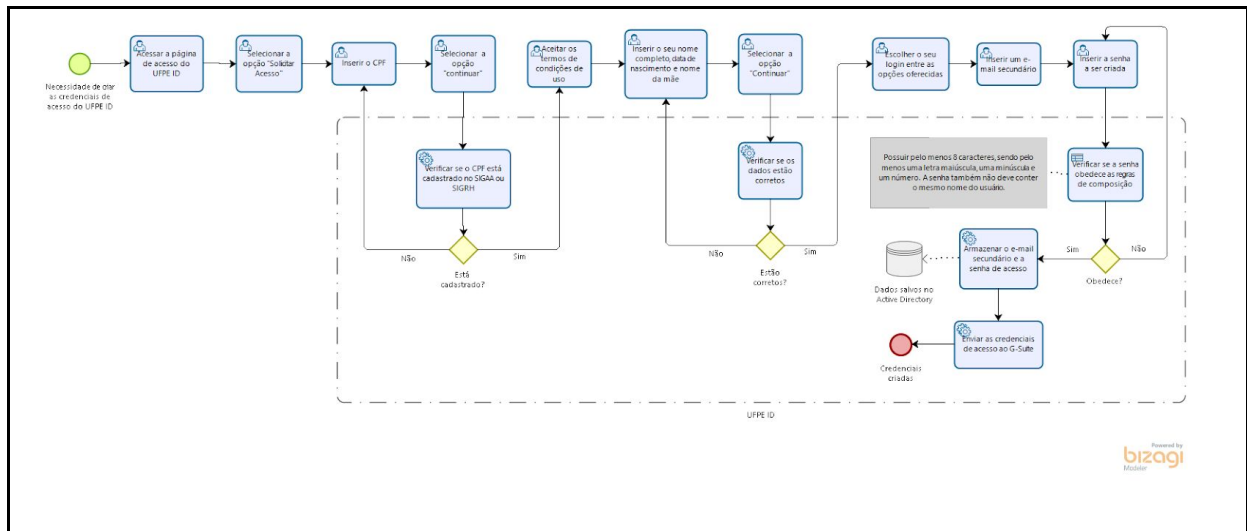 Necessidade de criar
as credenciais de
acesso do UFPE ID
Acessar a página
de acesso do
UFPE ID
Selecionar a
opção "Solicitar
Acesso"
Inserir o CPF
Selecionar a
opção
"continuar"
Aceitar os
termos de
condições de
uso
Inserir o seu nome
completo, data de
nascimento e nome
da mãe
Selecionar a
opção
"Continuar"
Escolher o seu
login entre as
opções oferecidas
Inserir um e-
mail secundário
Inserir a senha
a ser criada
Verificar se o CPF está
cadastrado no SIGAA ou
SIGRH
Não
Sim
Está
cadastrado?
Verificar se os
dados estão
corretos
Não
Sim
Estão
corretos?
Possuir pelo menos 8 caracteres, sendo pelo
menos uma letra maiúscula, uma minúscula e
um número. A senha também não deve conter
o mesmo nome do usuário.
Verificar se a senha
obedece as regras
de composição
Sim
Não
Obedece?
Armazenar o e-mail
secundário e a
senha de acesso
Dados salvos no
Active Directory
Enviar as credenciais
de acesso ao G-Suite
Credenciais
criadas
UFPE ID
Powered by
bizagi
Modeler